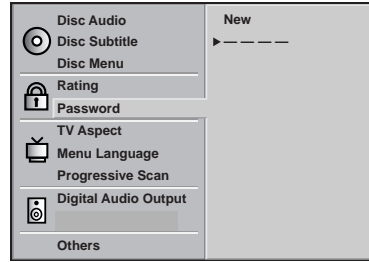 Disc Audio
Disc Subtitle
Disc Menu
Rating
Password
TV Aspect
Menu Language
Progressive Scan
Digital Audio Output
Others
New
— — — —